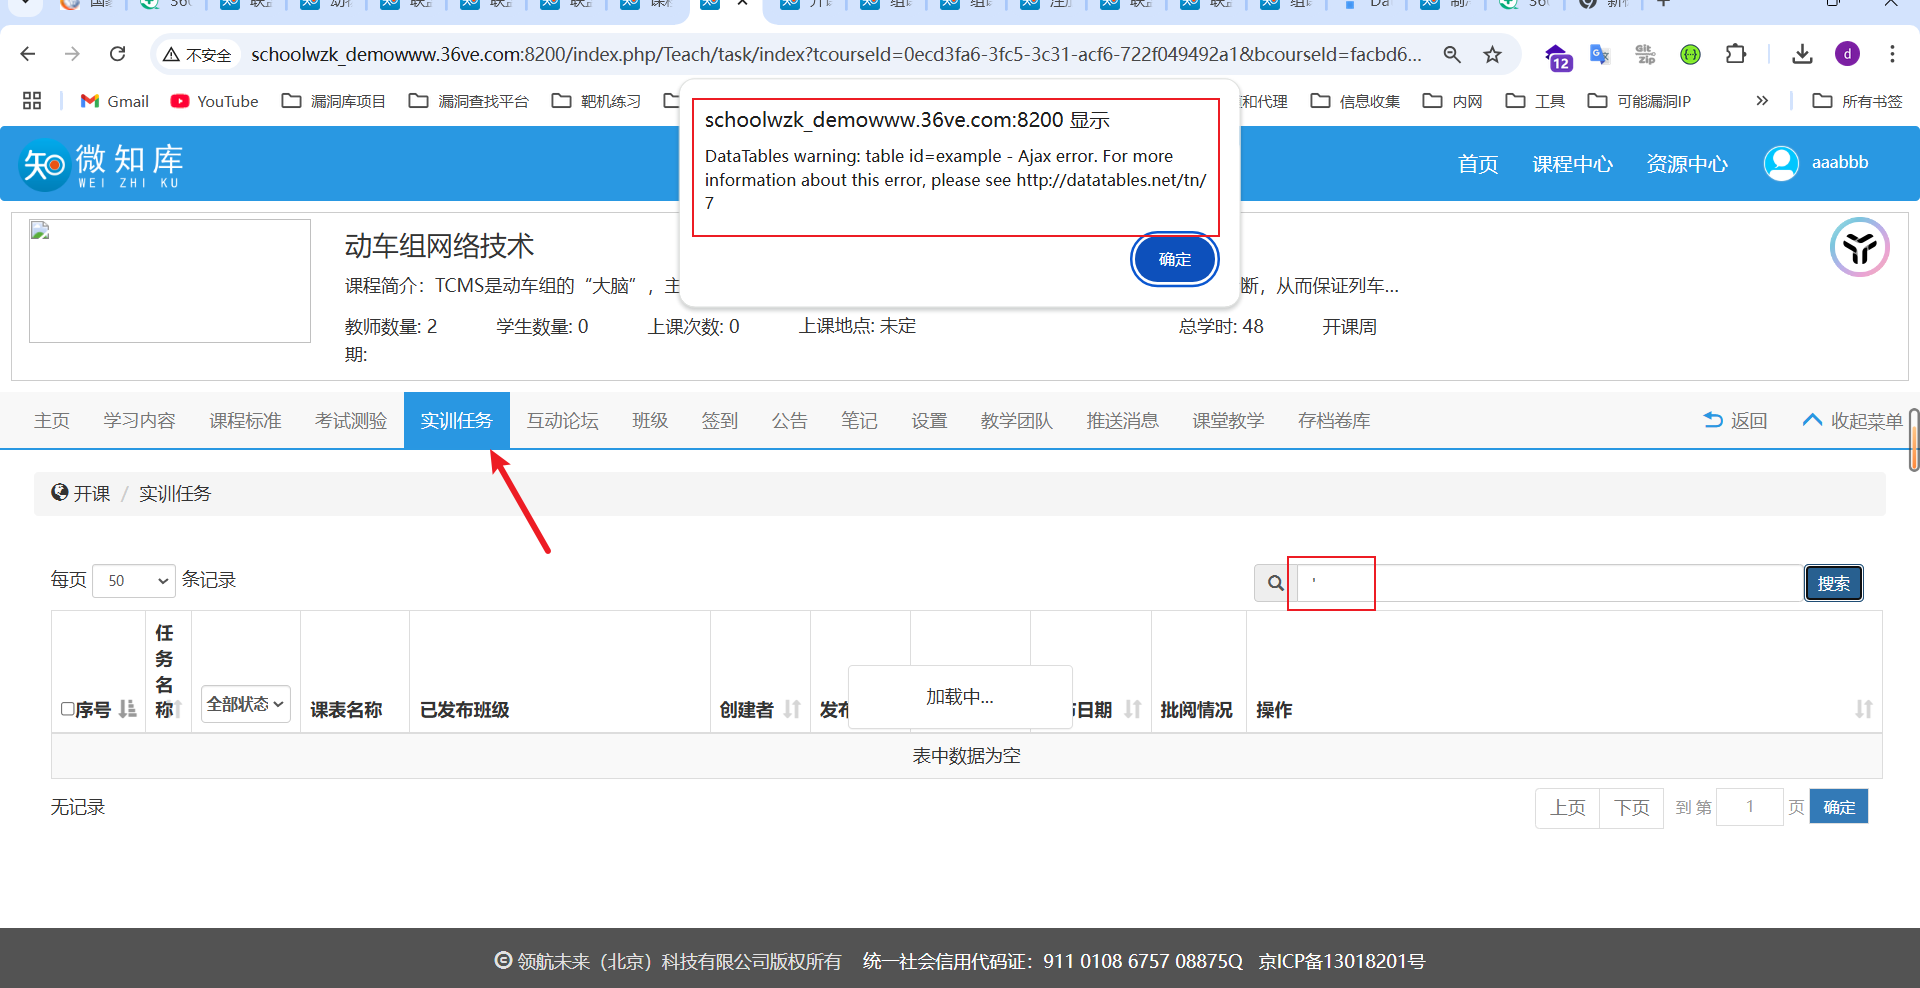 不安全
schoolwzk_demowww.36ve.com:8200/index.php/Teach/task/index?tcourseId=0ecd3fa6-3fc5-3c31-acf6-722f049492a1&bcourseId=facbd6...
12
d
Gmail
YouTube
漏洞库项目
漏洞查找平台
靶机练习
和代理
信息收集
内网
工具
可能漏洞IP
所有书签
schoolwzk_demowww.36ve.com:8200 显示
DataTables warning: table id=example - Ajax error. For more
information about this error, please see http://datatables.net/tn/
7
确定
知
微知库
WEI ZHI KU
首页
课程中心
资源中心
aaabbb
动车组网络技术
课程简介：TCMS是动车组的“大脑”，主
断，从而保证列车...
教师数量: 2
学生数量: 0
上课次数: 0
上课地点: 未定
总学时: 48
开课周
期:
主页
学习内容
课程标准
考试测验
实训任务
互动论坛
班级
签到
公告
笔记
设置
教学团队
推送消息
课堂教学
存档卷库
返回
收起菜单
开课 / 实训任务
每页 50 条记录
'
搜索
序号
任务名称
全部状态
课表名称
已发布班级
创建者
发布
加载中...
日期
批阅情况
操作
表中数据为空
无记录
上页
下页
到 第 1 页
确定
© 领航未来（北京）科技有限公司版权所有 统一社会信用代码证：911 0108 6757 08875Q 京ICP备13018201号